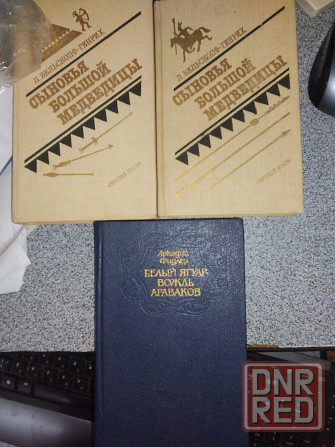 Л. ВЕЛЬСКОПФ-ГЕНРИХ
СЫНОВЬЯ
БОЛЬШОЙ
МЕДВЕДИЦЫ
Л. ВЕЛЬСКОПФ-ГЕНРИХ
СЫНОВЬЯ
БОЛЬШОЙ
МЕДВЕДИЦЫ
Аркадий
Фидлер
БЕЛЫЙ ЯГУАР-
ВОЖДЬ
АРАВАКОВ
DNR
RED